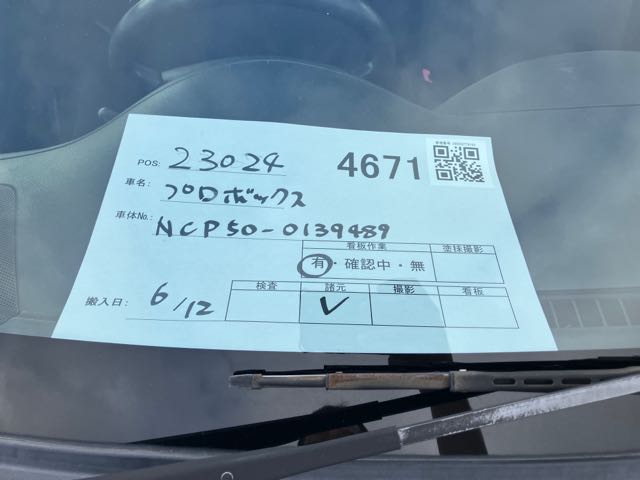 POS: 23024 4671
車名: プロボックス
車体No.: NCP50-0139489
看板作業 塗抹撮影
有・確認中・無
検査 諸元 撮影 看板
搬入日: 6/12 ✓